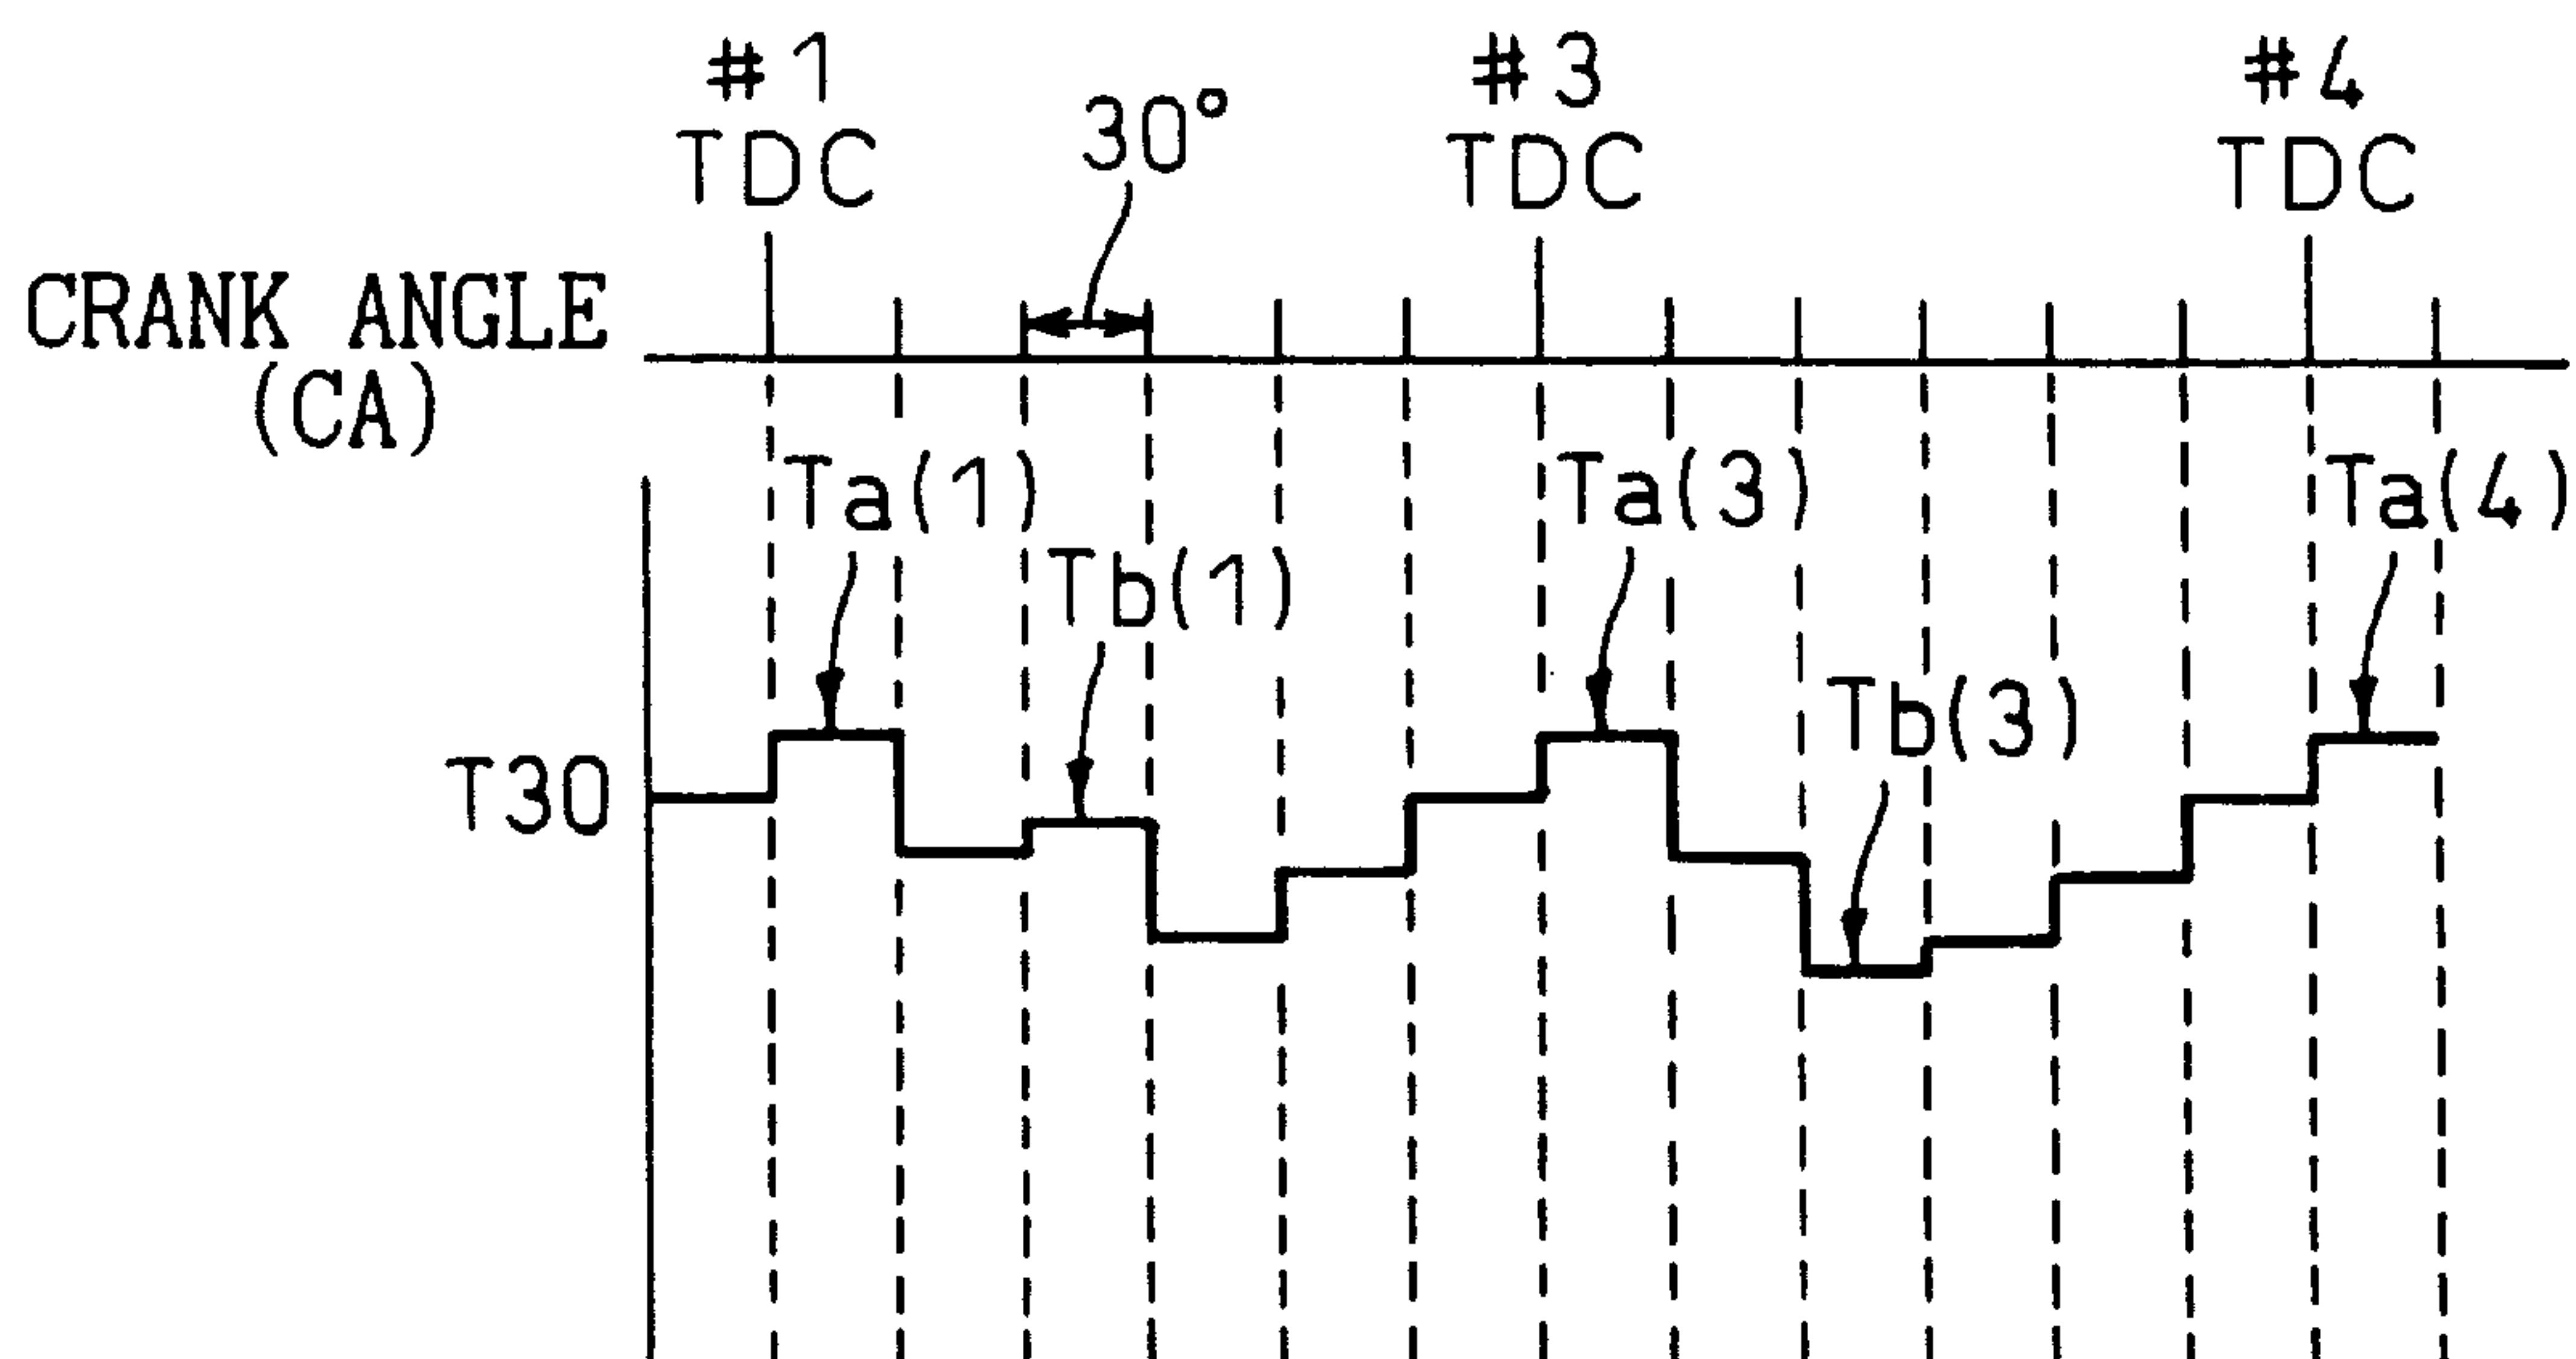 #1
TDC
30°
#3
TDC
#4
TDC
CRANK ANGLE
(CA)
Ta(1)
Tb(1)
Ta(3)
Tb(3)
Ta(4)
T30